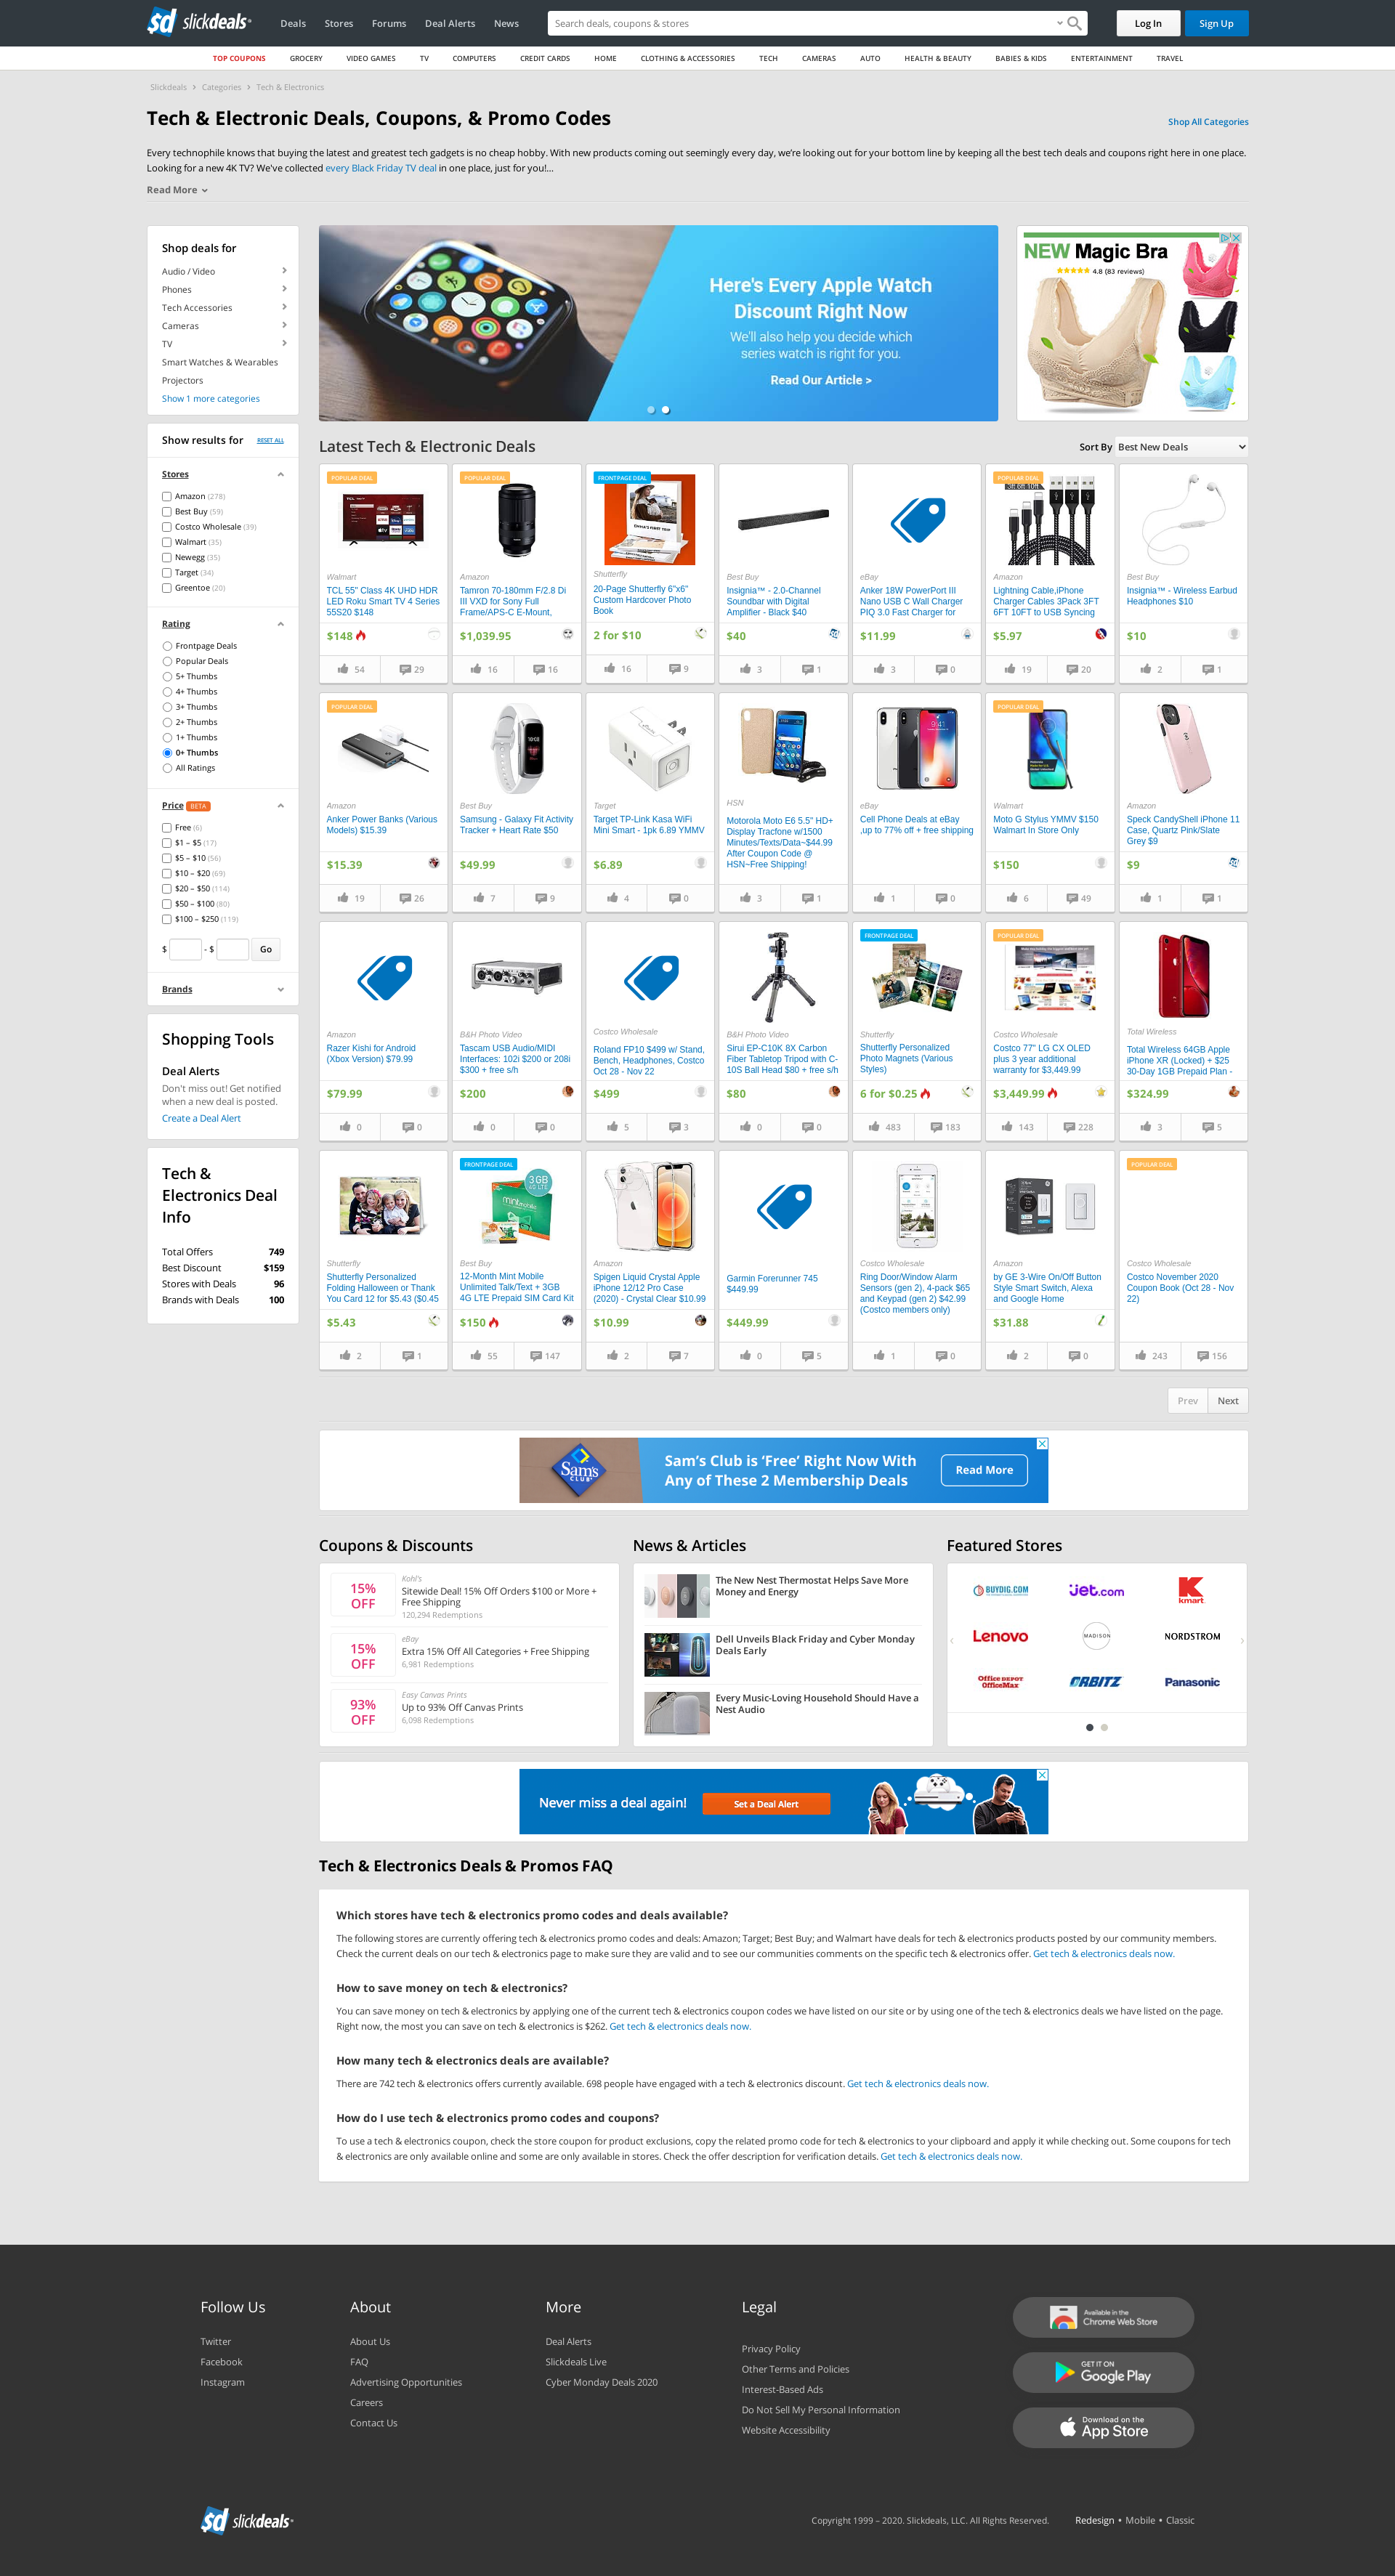 sd slickdeals
Deals Stores Forums Deal Alerts News
Search deals, coupons & stores
Log In
Sign Up
TOP COUPONS GROCERY VIDEO GAMES TV COMPUTERS CREDIT CARDS HOME CLOTHING & ACCESSORIES TECH CAMERAS AUTO HEALTH & BEAUTY BABIES & KIDS ENTERTAINMENT TRAVEL
Slickdeals › Categories › Tech & Electronics
Tech & Electronic Deals, Coupons, & Promo Codes
Shop All Categories
Every technophile knows that buying the latest and greatest tech gadgets is no cheap hobby. With new products coming out seemingly every day, we're looking out for your bottom line by keeping all the best tech deals and coupons right here in one place.
Looking for a new 4K TV? We've collected every Black Friday TV deal in one place, just for you!...
Read More
Shop deals for
Audio / Video
Phones
Tech Accessories
Cameras
TV
Smart Watches & Wearables
Projectors
Show 1 more categories
Show results for RESET ALL
Stores
Amazon (278)
Best Buy (59)
Costco Wholesale (39)
Walmart (35)
Newegg (35)
Target (34)
Greentoe (20)
Rating
Frontpage Deals
Popular Deals
5+ Thumbs
4+ Thumbs
3+ Thumbs
2+ Thumbs
1+ Thumbs
0+ Thumbs
All Ratings
Price BETA
Free (6)
$1 – $5 (17)
$5 – $10 (56)
$10 – $20 (69)
$20 – $50 (114)
$50 – $100 (80)
$100 – $250 (119)
$ - $ Go
Brands
Shopping Tools
Deal Alerts
Don't miss out! Get notified
when a new deal is posted.
Create a Deal Alert
Tech &
Electronics Deal
Info
Total Offers 749
Best Discount $159
Stores with Deals 96
Brands with Deals 100
Here's Every Apple Watch
Discount Right Now
We'll also help you decide which
series watch is right for you.
Read Our Article >
NEW Magic Bra
4.8 (83 reviews)
Latest Tech & Electronic Deals
Sort By Best New Deals
POPULAR DEAL
Walmart
TCL 55" Class 4K UHD HDR
LED Roku Smart TV 4 Series
55S20 $148
$148
54 29
POPULAR DEAL
Amazon
Tamron 70-180mm F/2.8 Di
III VXD for Sony Full
Frame/APS-C E-Mount,
$1,039.95
16 16
FRONTPAGE DEAL
Shutterfly
20-Page Shutterfly 6"x6"
Custom Hardcover Photo
Book
2 for $10
16 9
Best Buy
Insignia™ - 2.0-Channel
Soundbar with Digital
Amplifier - Black $40
$40
3 1
eBay
Anker 18W PowerPort III
Nano USB C Wall Charger
PIQ 3.0 Fast Charger for
$11.99
3 0
POPULAR DEAL
Amazon
Lightning Cable,iPhone
Charger Cables 3Pack 3FT
6FT 10FT to USB Syncing
$5.97
19 20
Best Buy
Insignia™ - Wireless Earbud
Headphones $10
$10
2 1
POPULAR DEAL
Amazon
Anker Power Banks (Various
Models) $15.39
$15.39
19 26
Best Buy
Samsung - Galaxy Fit Activity
Tracker + Heart Rate $50
$49.99
7 9
Target
Target TP-Link Kasa WiFi
Mini Smart - 1pk 6.89 YMMV
$6.89
4 0
HSN
Motorola Moto E6 5.5" HD+
Display Tracfone w/1500
Minutes/Texts/Data~$44.99
After Coupon Code @
HSN~Free Shipping!
3 1
eBay
Cell Phone Deals at eBay
,up to 77% off + free shipping
1 0
POPULAR DEAL
Walmart
Moto G Stylus YMMV $150
Walmart In Store Only
$150
6 49
Amazon
Speck CandyShell iPhone 11
Case, Quartz Pink/Slate
Grey $9
$9
1 1
Amazon
Razer Kishi for Android
(Xbox Version) $79.99
$79.99
0 0
B&H Photo Video
Tascam USB Audio/MIDI
Interfaces: 102i $200 or 208i
$300 + free s/h
$200
0 0
Costco Wholesale
Roland FP10 $499 w/ Stand,
Bench, Headphones, Costco
Oct 28 - Nov 22
$499
5 3
B&H Photo Video
Sirui EP-C10K 8X Carbon
Fiber Tabletop Tripod with C-
10S Ball Head $80 + free s/h
$80
0 0
FRONTPAGE DEAL
Shutterfly
Shutterfly Personalized
Photo Magnets (Various
Styles)
6 for $0.25
483 183
POPULAR DEAL
Costco Wholesale
Costco 77" LG CX OLED
plus 3 year additional
warranty for $3,449.99
$3,449.99
143 228
Total Wireless
Total Wireless 64GB Apple
iPhone XR (Locked) + $25
30-Day 1GB Prepaid Plan -
$324.99
3 5
Shutterfly
Shutterfly Personalized
Folding Halloween or Thank
You Card 12 for $5.43 ($0.45
$5.43
2 1
FRONTPAGE DEAL
3GB
mint mobile
Best Buy
12-Month Mint Mobile
Unlimited Talk/Text + 3GB
4G LTE Prepaid SIM Card Kit
$150
55 147
Amazon
Spigen Liquid Crystal Apple
iPhone 12/12 Pro Case
(2020) - Crystal Clear $10.99
$10.99
2 7
Garmin Forerunner 745
$449.99
$449.99
0 5
Costco Wholesale
Ring Door/Window Alarm
Sensors (gen 2), 4-pack $65
and Keypad (gen 2) $42.99
(Costco members only)
1 0
Amazon
by GE 3-Wire On/Off Button
Style Smart Switch, Alexa
and Google Home
$31.88
2 0
POPULAR DEAL
Costco Wholesale
Costco November 2020
Coupon Book (Oct 28 - Nov
22)
243 156
Prev Next
Sam's CLUB
Sam's Club is 'Free' Right Now With
Any of These 2 Membership Deals
Read More
Coupons & Discounts
15%
OFF
Kohl's
Sitewide Deal! 15% Off Orders $100 or More +
Free Shipping
120,294 Redemptions
15%
OFF
eBay
Extra 15% Off All Categories + Free Shipping
6,981 Redemptions
93%
OFF
Easy Canvas Prints
Up to 93% Off Canvas Prints
6,098 Redemptions
News & Articles
The New Nest Thermostat Helps Save More
Money and Energy
Dell Unveils Black Friday and Cyber Monday
Deals Early
Every Music-Loving Household Should Have a
Nest Audio
Featured Stores
BUYDIG.COM jet.com kmart
Lenovo MADISON NORDSTROM
Office DEPOT OfficeMax ORBITZ Panasonic
Never miss a deal again!
Set a Deal Alert
Tech & Electronics Deals & Promos FAQ
Which stores have tech & electronics promo codes and deals available?
The following stores are currently offering tech & electronics promo codes and deals: Amazon; Target; Best Buy; and Walmart have deals for tech & electronics products posted by our community members.
Check the current deals on our tech & electronics page to make sure they are valid and to see our communities comments on the specific tech & electronics offer. Get tech & electronics deals now.
How to save money on tech & electronics?
You can save money on tech & electronics by applying one of the current tech & electronics coupon codes we have listed on our site or by using one of the tech & electronics deals we have listed on the page.
Right now, the most you can save on tech & electronics is $262. Get tech & electronics deals now.
How many tech & electronics deals are available?
There are 742 tech & electronics offers currently available. 698 people have engaged with a tech & electronics discount. Get tech & electronics deals now.
How do I use tech & electronics promo codes and coupons?
To use a tech & electronics coupon, check the store coupon for product exclusions, copy the related promo code for tech & electronics to your clipboard and apply it while checking out. Some coupons for tech
& electronics are only available online and some are only available in stores. Check the offer description for verification details. Get tech & electronics deals now.
Follow Us
Twitter
Facebook
Instagram
About
About Us
FAQ
Advertising Opportunities
Careers
Contact Us
More
Deal Alerts
Slickdeals Live
Cyber Monday Deals 2020
Legal
Privacy Policy
Other Terms and Policies
Interest-Based Ads
Do Not Sell My Personal Information
Website Accessibility
Available in the
Chrome Web Store
GET IT ON
Google Play
Download on the
App Store
sd slickdeals
Copyright 1999 – 2020. Slickdeals, LLC. All Rights Reserved.
Redesign • Mobile • Classic